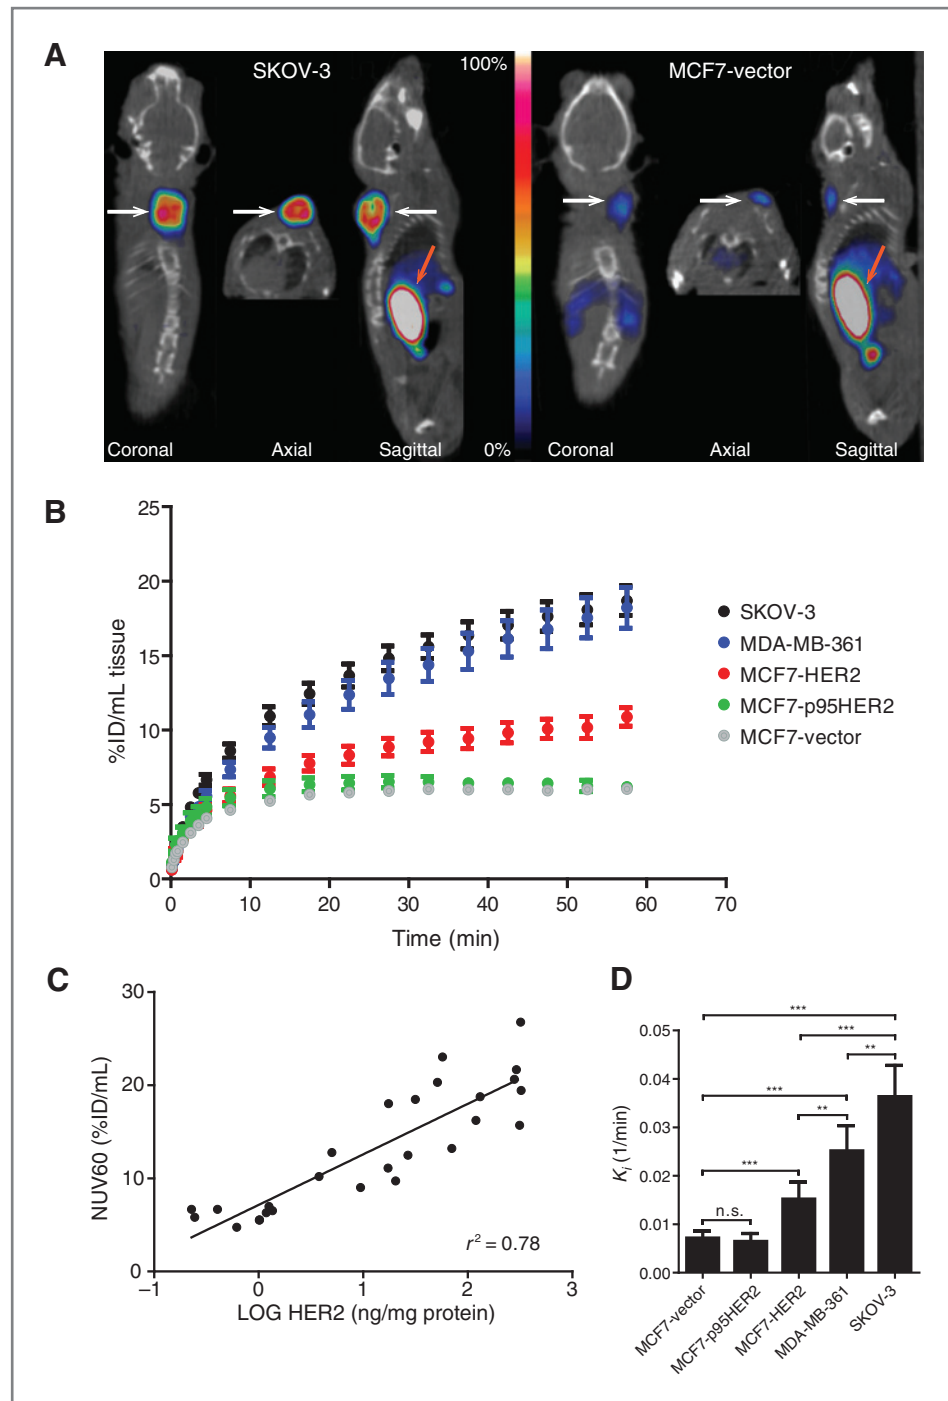 A
SKOV-3
100%
MCF7-vector
Coronal
Axial
Sagittal
0%
Coronal
Axial
Sagittal
B
25
20
15
10
5
0
%ID/mL tissue
0 10 20 30 40 50 60 70
Time (min)
SKOV-3
MDA-MB-361
MCF7-HER2
MCF7-p95HER2
MCF7-vector
C
30
20
10
0
NUV60 (%ID/mL)
r² = 0.78
–1 0 1 2 3
LOG HER2 (ng/mg protein)
D
0.05
0.04
0.03
0.02
0.01
0.00
Ki (1/min)
***
***
**
***
**
***
n.s.
MCF7-vector
MCF7-p95HER2
MCF7-HER2
MDA-MB-361
SKOV-3